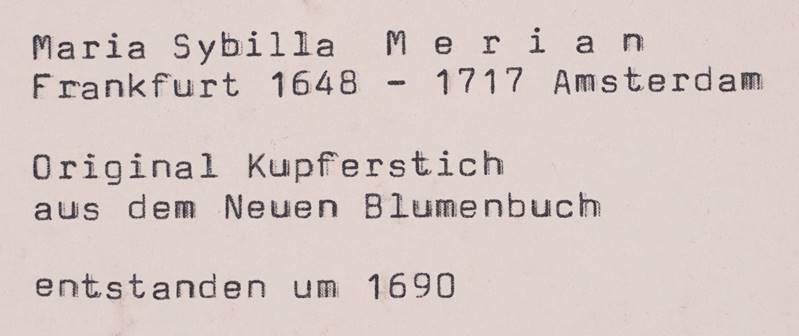 Maria Sybilla M e r i a n
Frankfurt 1648 - 1717 Amsterdam
Original Kupferstich
aus dem Neuen Blumenbuch
entstanden um 1690